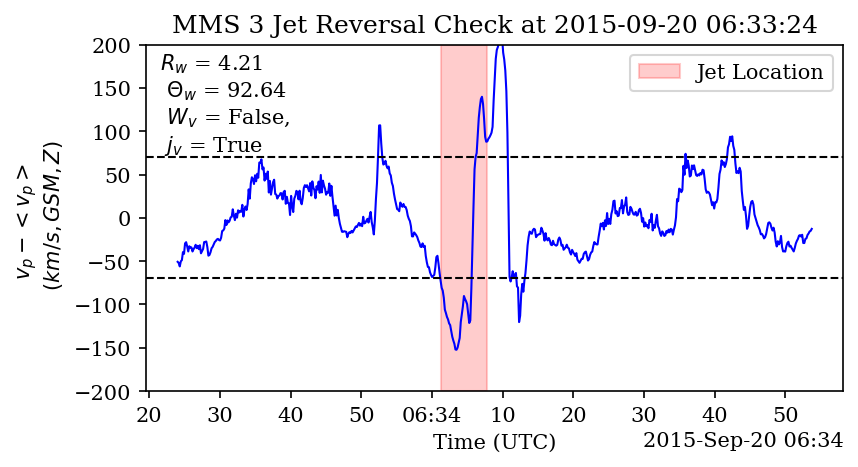 MMS 3 Jet Reversal Check at 2015-09-20 06:33:24
v_p − < v_p >
(km/s, GSM, Z)
200
150
100
50
0
−50
−100
−150
−200
R_w = 4.21
Θ_w = 92.64
W_v = False,
j_v = True
Jet Location
20 30 40 50 06:34 10 20 30 40 50
Time (UTC)
2015-Sep-20 06:34